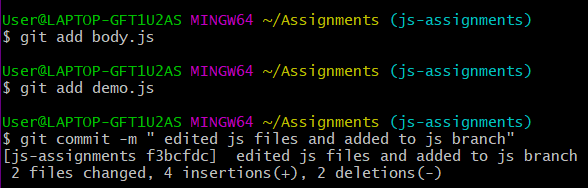 User@LAPTOP-GFT1U2AS MINGW64 ~/Assignments (js-assignments)
$ git add body.js
User@LAPTOP-GFT1U2AS MINGW64 ~/Assignments (js-assignments)
$ git add demo.js
User@LAPTOP-GFT1U2AS MINGW64 ~/Assignments (js-assignments)
$ git commit -m " edited js files and added to js branch"
[js-assignments f3bcfdc]  edited js files and added to js branch
 2 files changed, 4 insertions(+), 2 deletions(-)